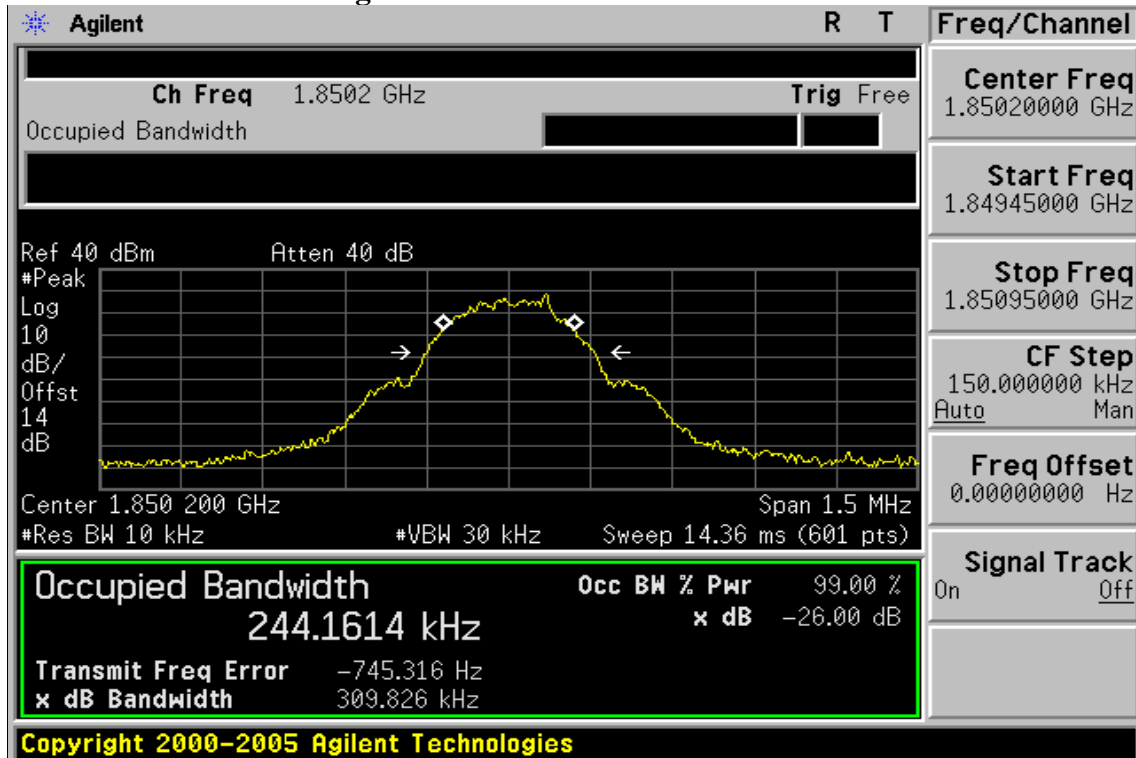 Agilent R T
Ch Freq 1.8502 GHz Trig Free
Occupied Bandwidth
Ref 40 dBm Atten 40 dB
#Peak
Log
10
dB/
Offst
14
dB
Center 1.850 200 GHz Span 1.5 MHz
#Res BW 10 kHz #VBW 30 kHz Sweep 14.36 ms (601 pts)
Occupied Bandwidth
244.1614 kHz
Occ BW % Pwr 99.00 %
x dB -26.00 dB
Transmit Freq Error -745.316 Hz
x dB Bandwidth 309.826 kHz
Copyright 2000-2005 Agilent Technologies
Freq/Channel
Center Freq
1.85020000 GHz
Start Freq
1.84945000 GHz
Stop Freq
1.85095000 GHz
CF Step
150.000000 kHz
Auto Man
Freq Offset
0.00000000 Hz
Signal Track
On Off